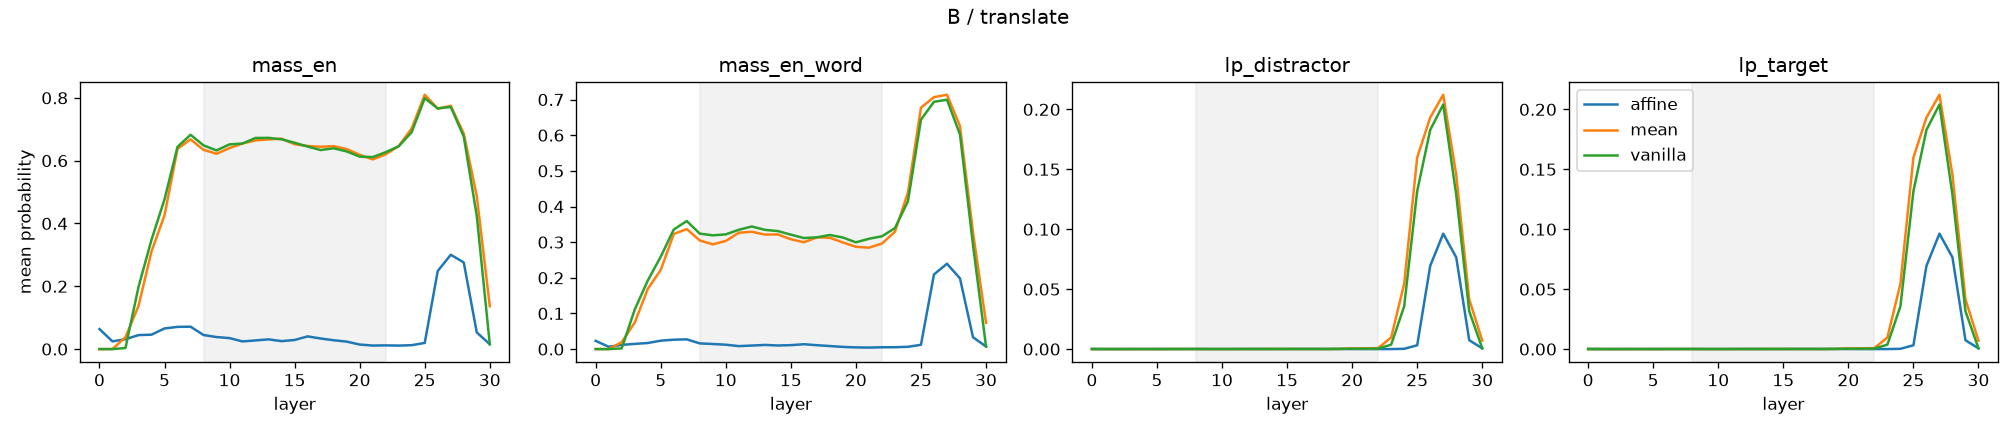 B / translate
mass_en
mass_en_word
lp_distractor
lp_target
mean probability
0.8
0.6
0.4
0.2
0.0
0 5 10 15 20 25 30
layer
0.7
0.6
0.5
0.4
0.3
0.2
0.1
0.0
0 5 10 15 20 25 30
layer
0.20
0.15
0.10
0.05
0.00
0 5 10 15 20 25 30
layer
0.20
0.15
0.10
0.05
0.00
affine
mean
vanilla
0 5 10 15 20 25 30
layer